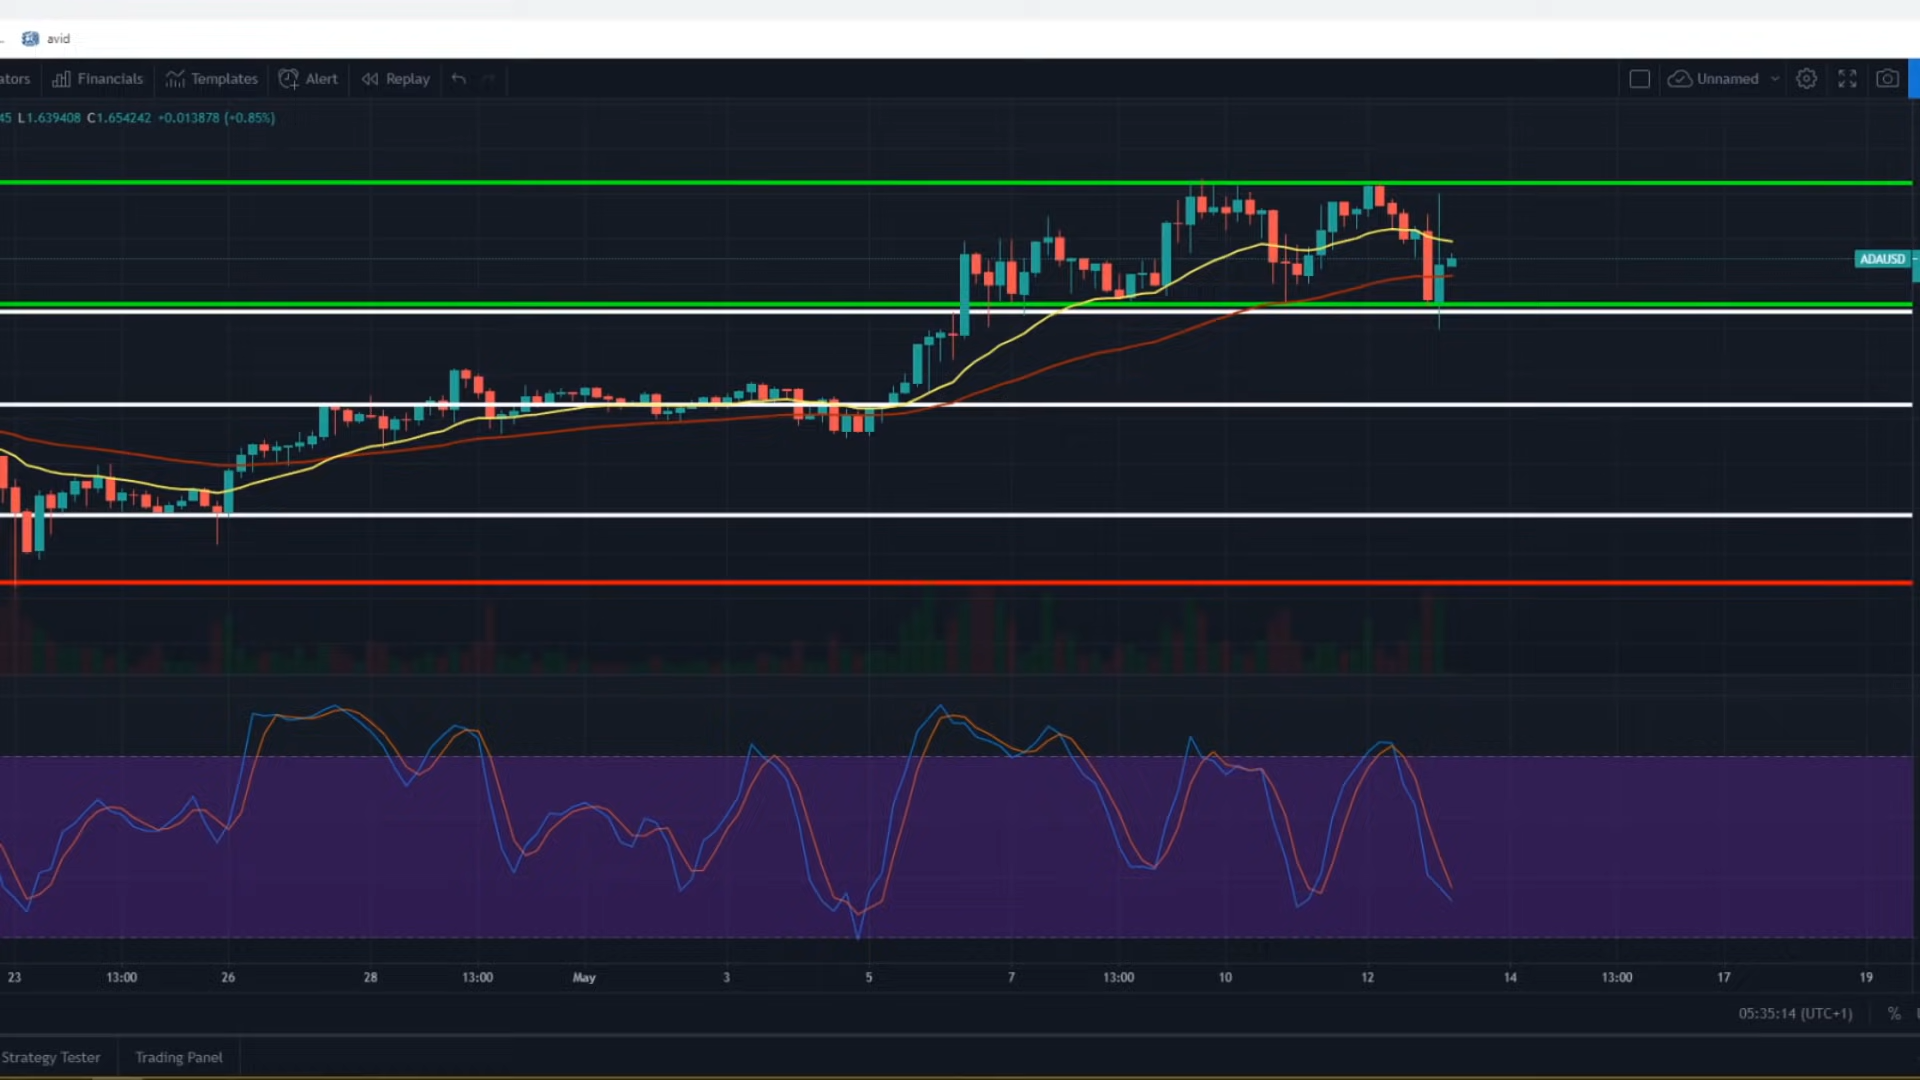 avid
ators Financials Templates Alert Replay Unnamed
45 L1.639408 C1.654242 +0.013878 (+0.85%)
ADAUSD
23 13:00 26 28 13:00 May 3 5 7 13:00 10 12 14 13:00 17 19
05:35:14 (UTC+1) %
Strategy Tester Trading Panel